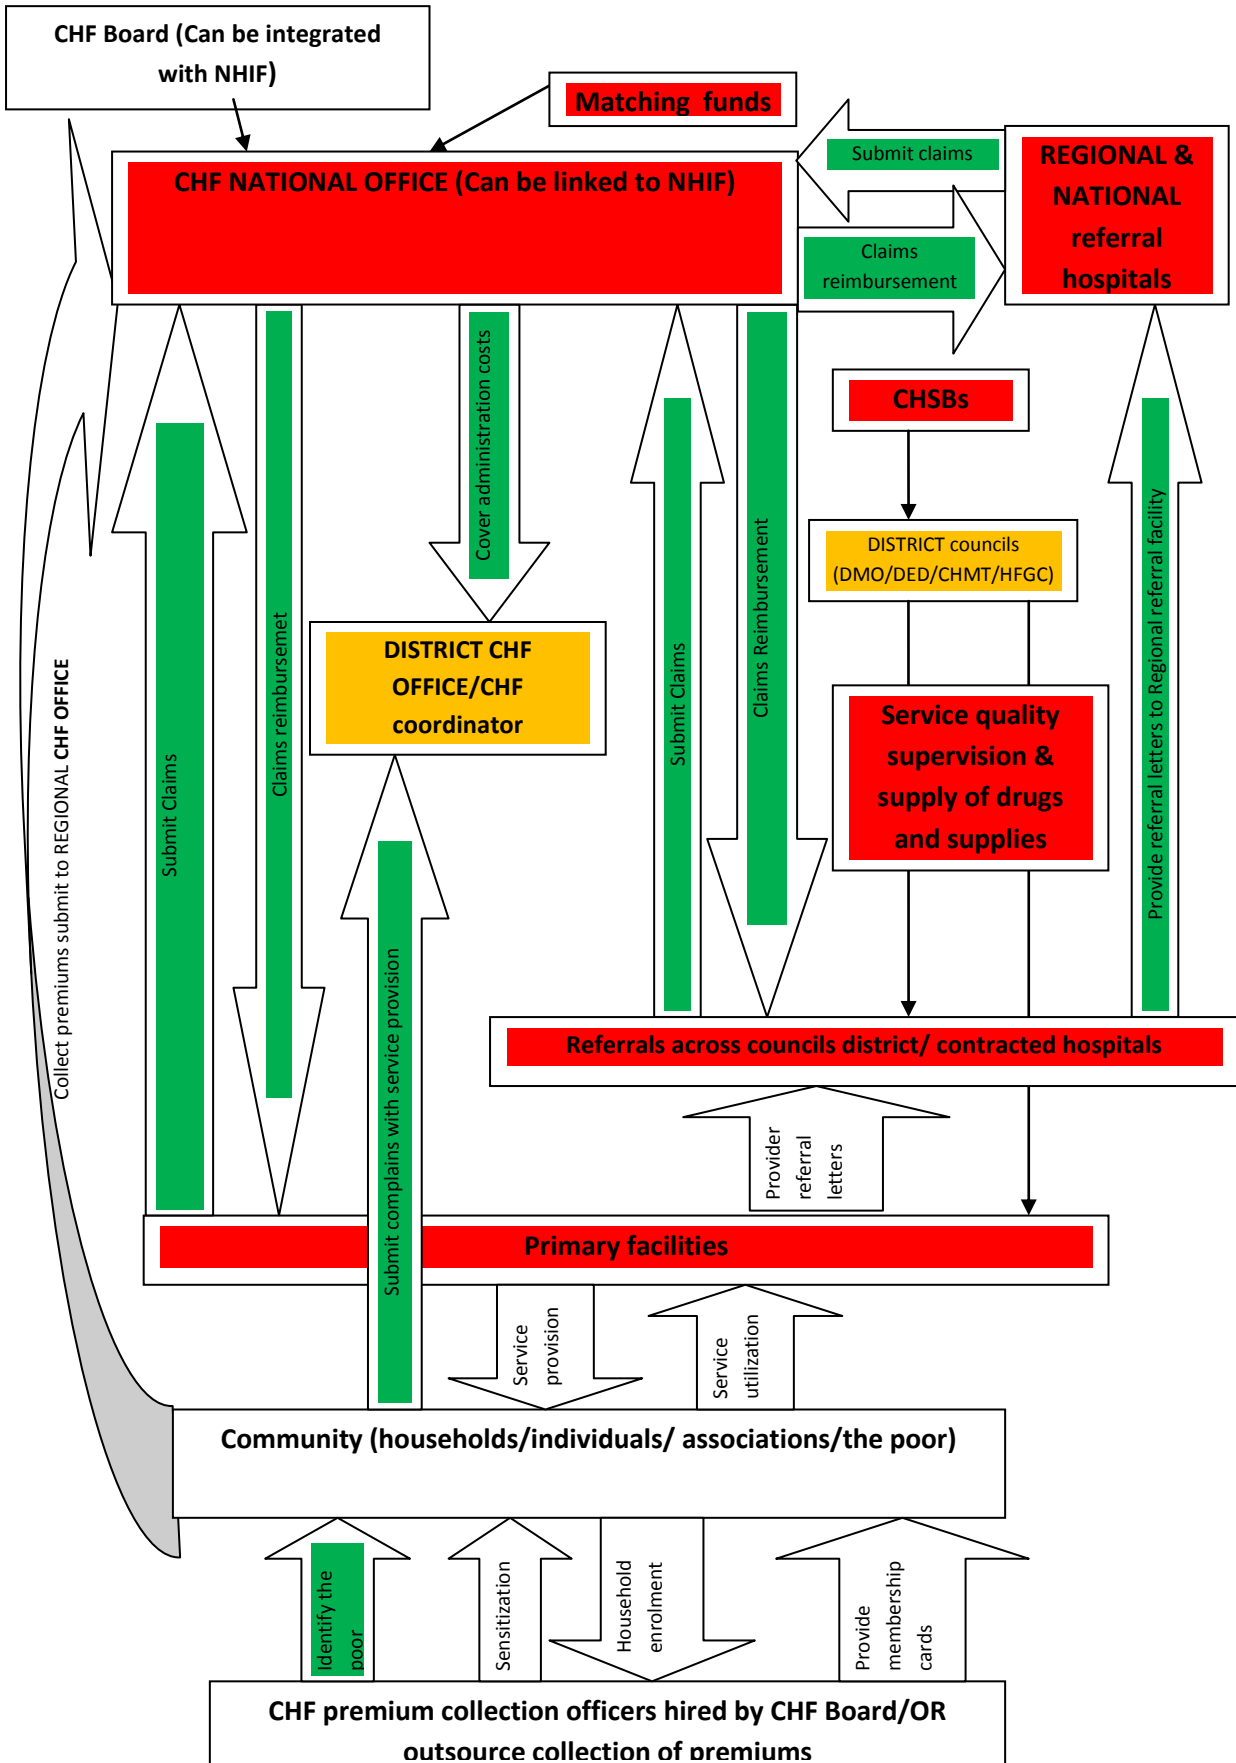 CHF Board (Can be integrated
with NHIF)
Matching funds
CHF NATIONAL OFFICE (Can be linked to NHIF)
Submit claims
REGIONAL &
NATIONAL
referral
hospitals
Claims
reimbursement
CHSBs
DISTRICT councils
(DMO/DED/CHMT/HFGC)
Cover administration costs
DISTRICT CHF
OFFICE/CHF
coordinator
Service quality
supervision &
supply of drugs
and supplies
Collect premiums submit to REGIONAL CHF OFFICE
Submit Claims
Claims reimbursemet
Submit Claims
Claims Reimbursement
Provide referral letters to Regional referral facility
Submit complains with service provision
Referrals across councils district/ contracted hospitals
Provider
referral
letters
Primary facilities
Service
provision
Service
utilization
Community (households/individuals/ associations/the poor)
Identify the
poor
Sensitization
Household
enrolment
Provide
membership
cards
CHF premium collection officers hired by CHF Board/OR
outsource collection of premiums